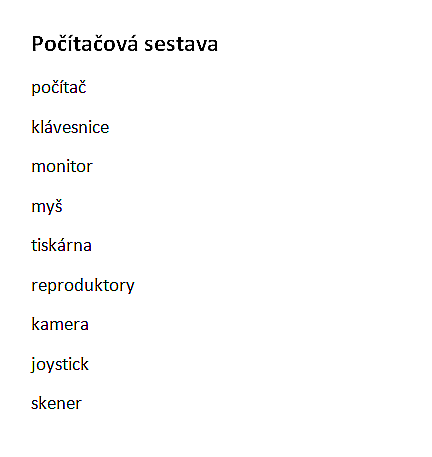 Počítačová sestava
počítač
klávesnice
monitor
myš
tiskárna
reproduktory
kamera
joystick
skener